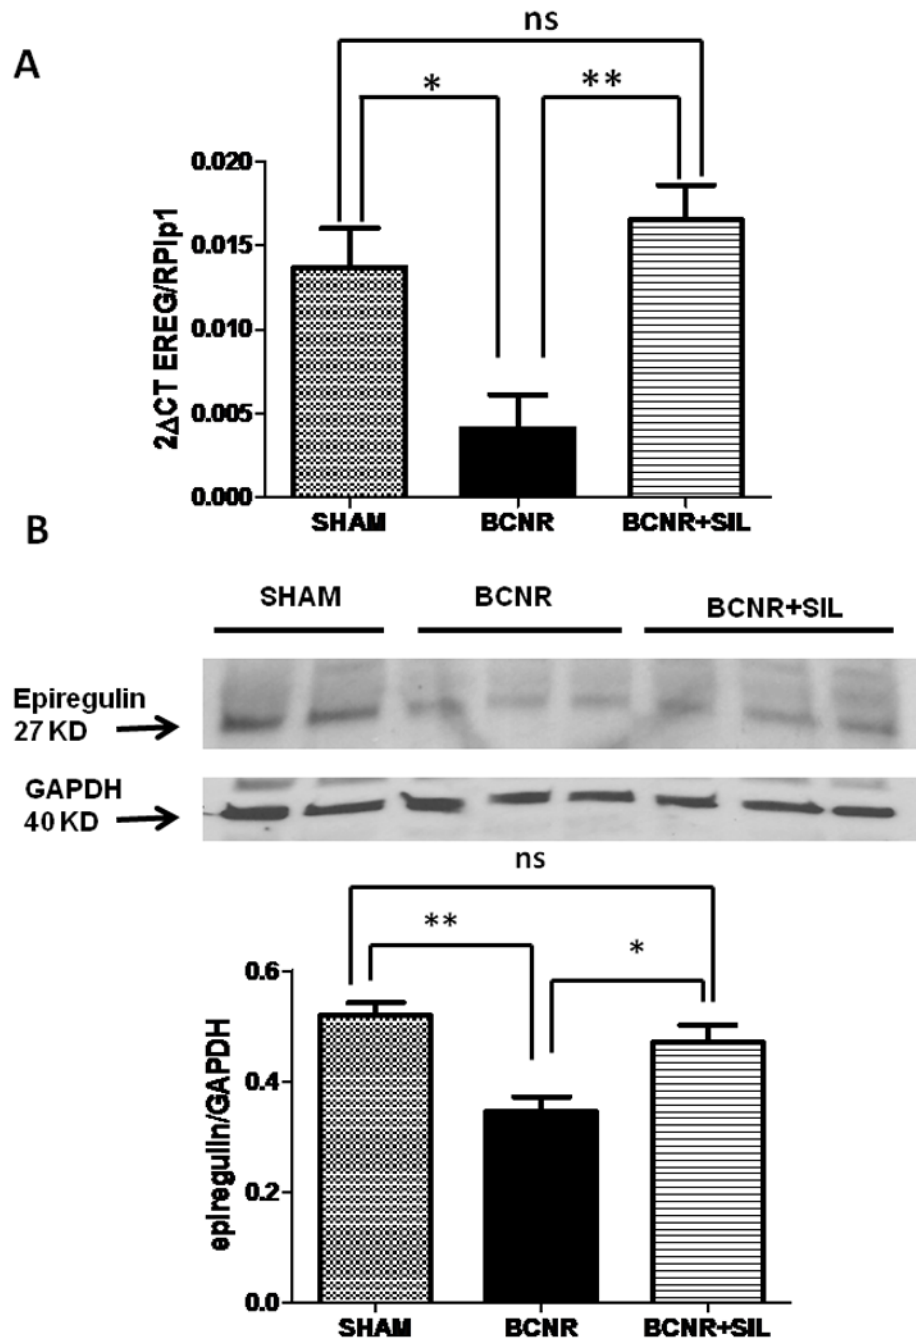 ns
A
*
**
0.020
0.015
0.010
0.005
0.000
2ΔCT EREG/RPlp1
SHAM BCNR BCNR+SIL
B
SHAM BCNR BCNR+SIL
Epiregulin
27 KD
GAPDH
40 KD
ns
**
*
0.6
0.4
0.2
0.0
epiregulin/GAPDH
SHAM BCNR BCNR+SIL